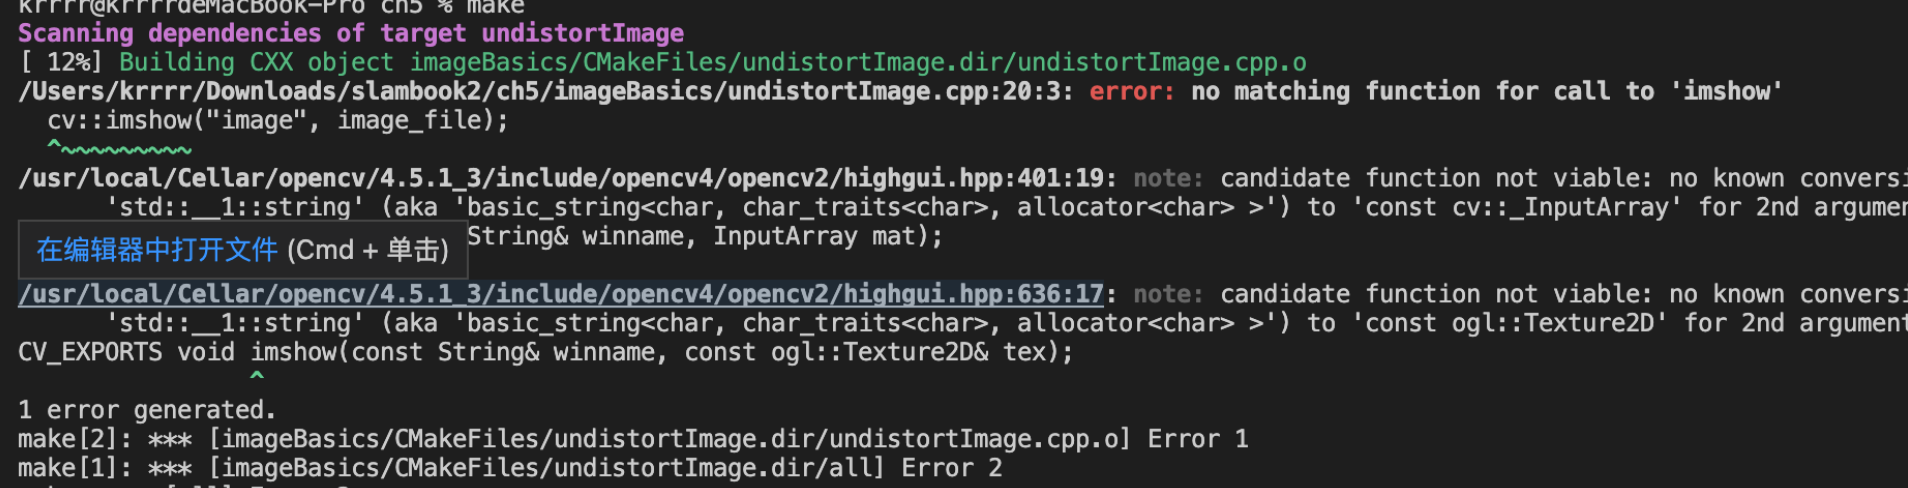 krrrr@krrrrdeMacBook-Pro ch5 % make
Scanning dependencies of target undistortImage
[ 12%] Building CXX object imageBasics/CMakeFiles/undistortImage.dir/undistortImage.cpp.o
/Users/krrrr/Downloads/slambook2/ch5/imageBasics/undistortImage.cpp:20:3: error: no matching function for call to 'imshow'
cv::imshow("image", image_file);
^~~~~~~~~~
/usr/local/Cellar/opencv/4.5.1_3/include/opencv4/opencv2/highgui.hpp:401:19: note: candidate function not viable: no known conversi
'std::__1::string' (aka 'basic_string<char, char_traits<char>, allocator<char> >') to 'const cv::_InputArray' for 2nd argumen
String& winname, InputArray mat);
在编辑器中打开文件 (Cmd + 单击)
/usr/local/Cellar/opencv/4.5.1_3/include/opencv4/opencv2/highgui.hpp:636:17: note: candidate function not viable: no known conversi
'std::__1::string' (aka 'basic_string<char, char_traits<char>, allocator<char> >') to 'const ogl::Texture2D' for 2nd argument
CV_EXPORTS void imshow(const String& winname, const ogl::Texture2D& tex);
^
1 error generated.
make[2]: *** [imageBasics/CMakeFiles/undistortImage.dir/undistortImage.cpp.o] Error 1
make[1]: *** [imageBasics/CMakeFiles/undistortImage.dir/all] Error 2